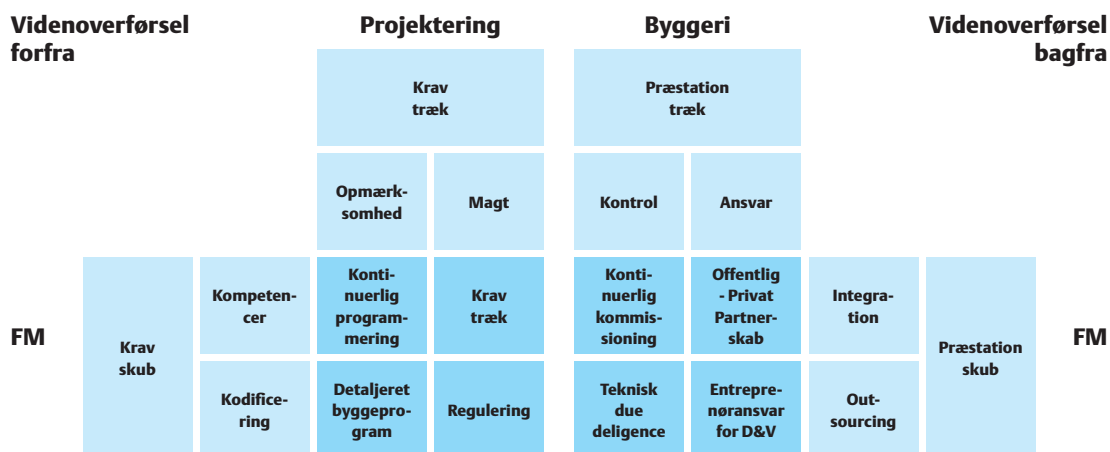 Videnoverførsel
forfra
Projektering
Byggeri
Videnoverførsel
bagfra
Krav
træk
Præstation
træk
Opmærk-
somhed
Magt
Kontrol
Ansvar
FM
Krav
skub
Kompeten-
cer
Konti-
nuerlig
program-
mering
Krav
træk
Konti-
nuerlig
kommis-
sioning
Offentlig
- Privat
Partner-
skab
Integra-
tion
Præstation
skub
FM
Kodifice-
ring
Detaljeret
byggepro-
gram
Regulering
Teknisk
due
deligence
Entrepre-
nøransvar
for D&V
Out-
sourcing